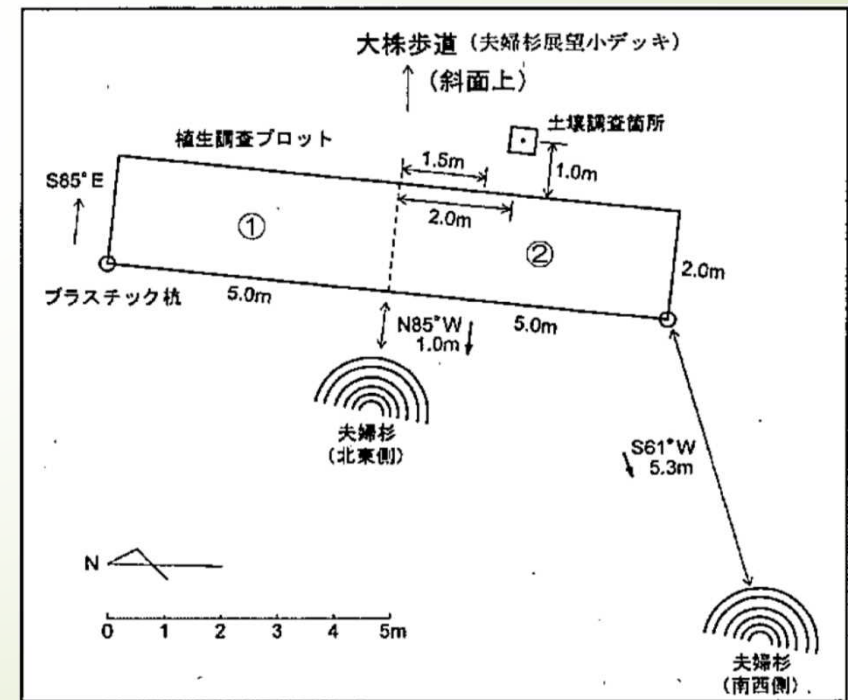 大株歩道（夫婦杉展望小デッキ）
（斜面上）
植生調査プロット
土壌調査箇所
1.5m
1.0m
S85°E
2.0m
①
②
2.0m
プラスチック杭
5.0m
5.0m
N85°W
1.0m
夫婦杉
（北東側）
S61°W
5.3m
N
0 1 2 3 4 5m
夫婦杉
（南西側）